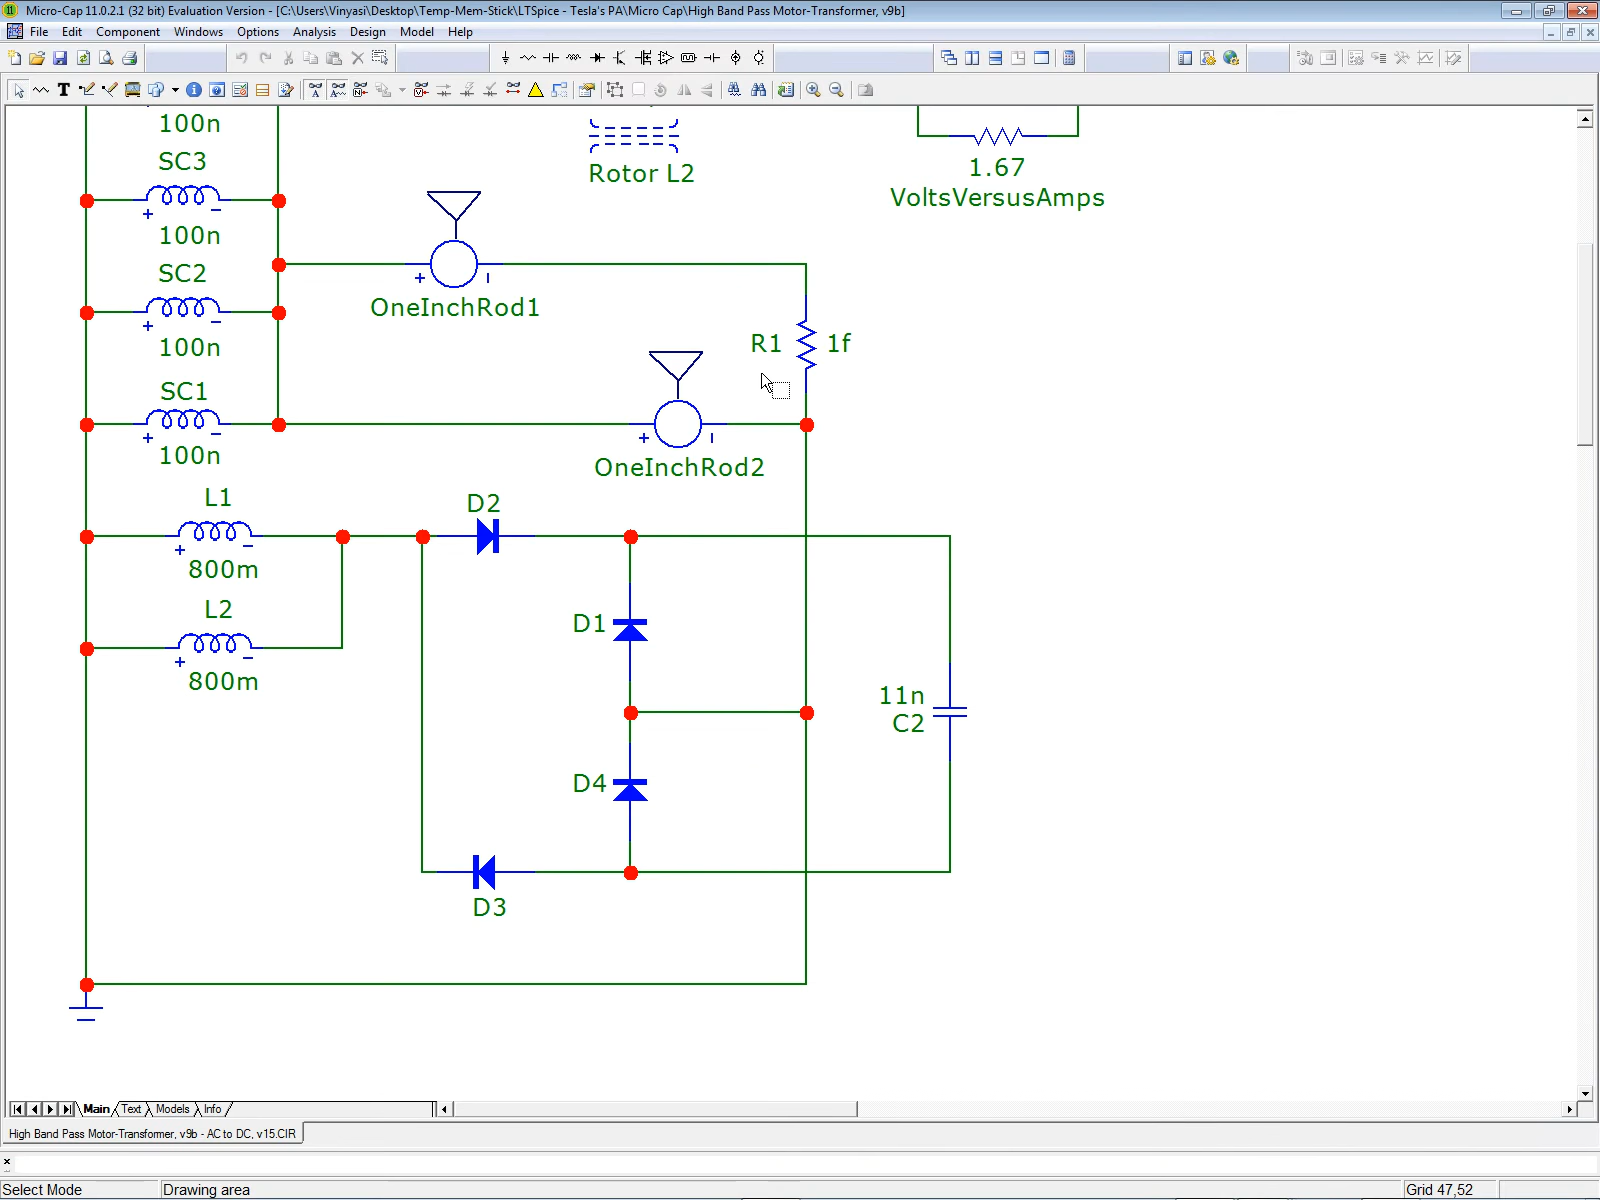 Micro-Cap 11.0.2.1 (32 bit) Evaluation Version - [C:\Users\Vinyasi\Desktop\Temp-Mem-Stick\LTSpice - Tesla's PA\Micro Cap\High Band Pass Motor-Transformer, v9b]
File Edit Component Windows Options Analysis Design Model Help
100n
SC3
100n
SC2
100n
SC1
100n
Rotor L2
1.67
VoltsVersusAmps
OneInchRod1
R1 1f
OneInchRod2
L1
800m
L2
800m
D2
D1
D4
D3
11n
C2
Main Text Models Info
High Band Pass Motor-Transformer, v9b - AC to DC, v15.CIR
Select Mode Drawing area Grid 47,52